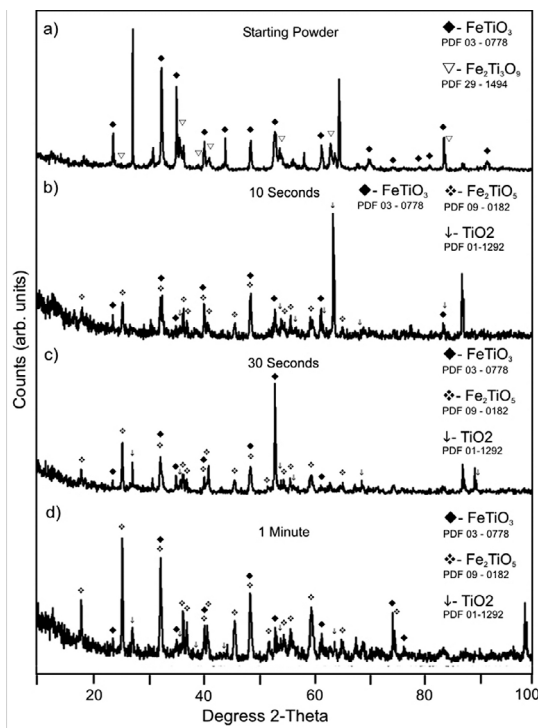 a)
Starting Powder
- FeTiO₃
PDF 03 - 0778
- Fe₂Ti₃O₉
PDF 29 - 1494
b)
10 Seconds
- FeTiO₃
PDF 03 - 0778
- Fe₂TiO₅
PDF 09 - 0182
- TiO2
PDF 01-1292
c)
30 Seconds
- FeTiO₃
PDF 03 - 0778
- Fe₂TiO₅
PDF 09 - 0182
- TiO2
PDF 01-1292
d)
1 Minute
- FeTiO₃
PDF 03 - 0778
- Fe₂TiO₅
PDF 09 - 0182
- TiO2
PDF 01-1292
Counts (arb. units)
20 40 60 80 100
Degress 2-Theta